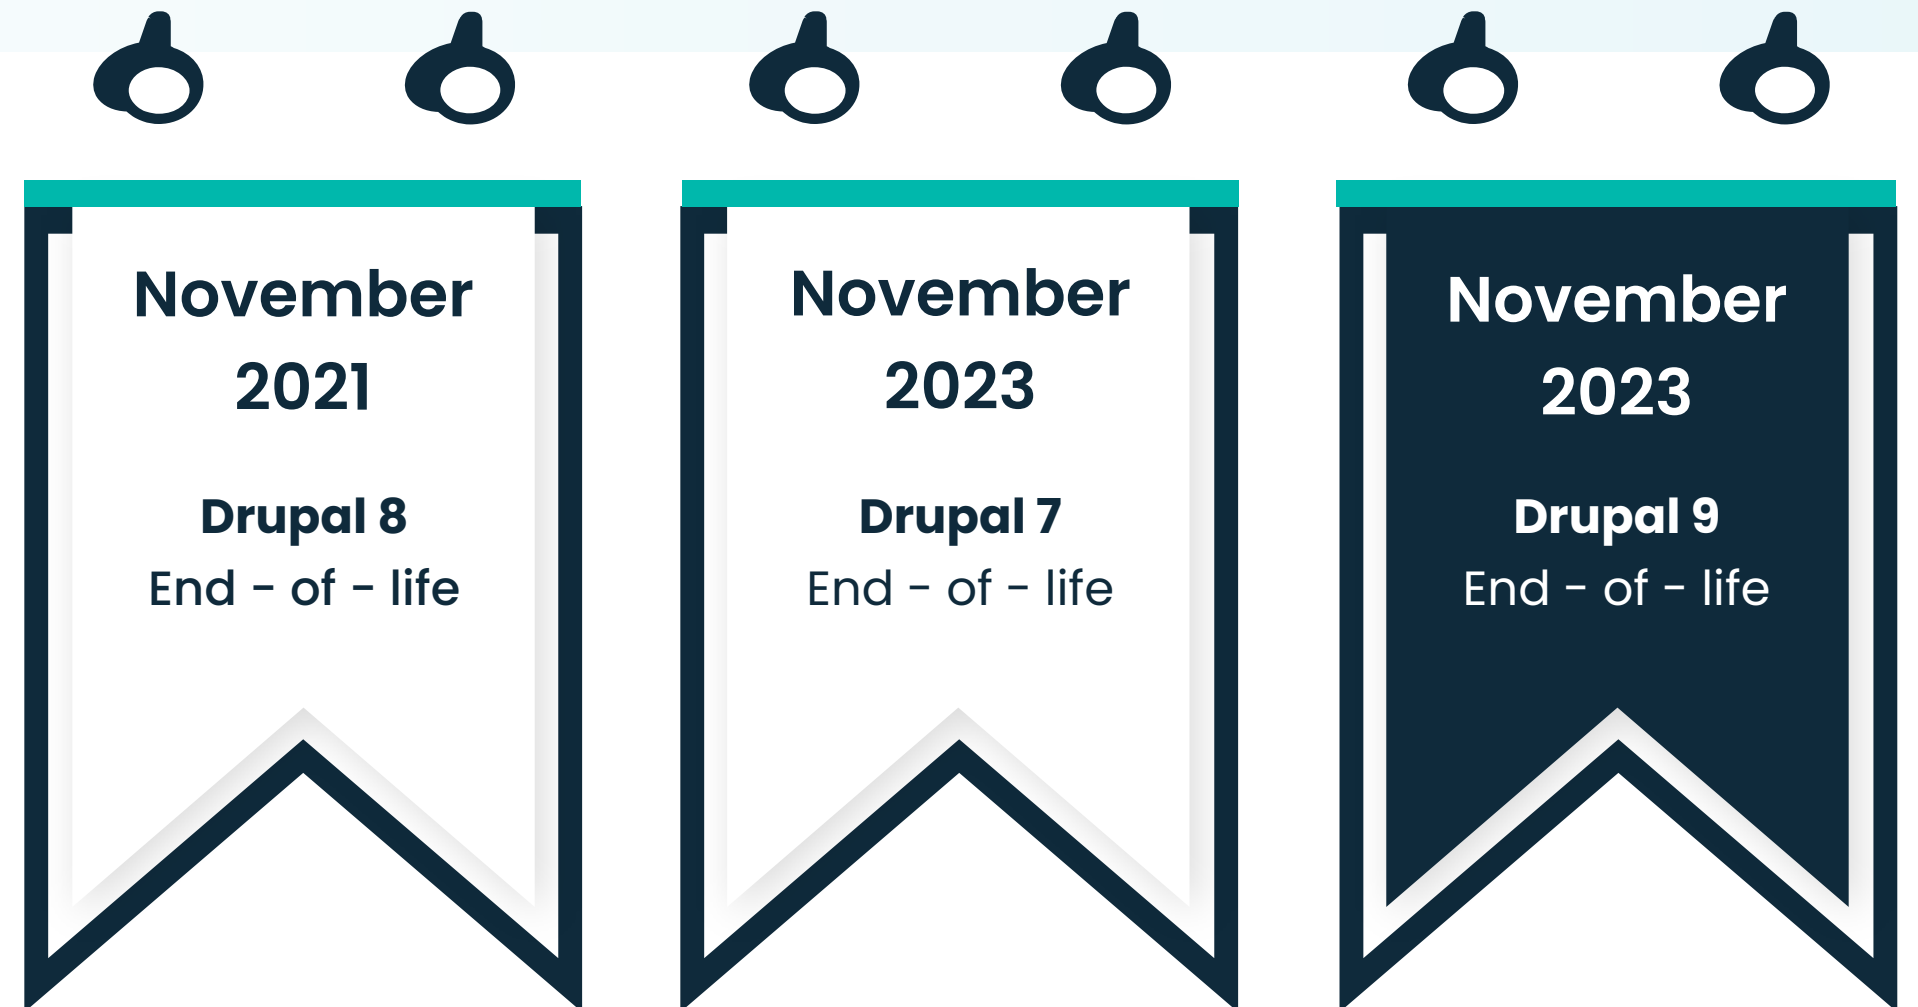 November
2021
Drupal 8
End - of - life
November
2023
Drupal 7
End - of - life
November
2023
Drupal 9
End - of - life